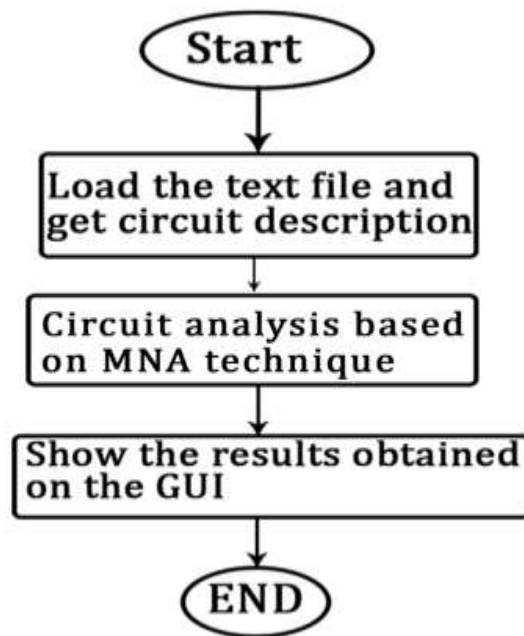 Start
Load the text file and
get circuit description
Circuit analysis based
on MNA technique
Show the results obtained
on the GUI
END